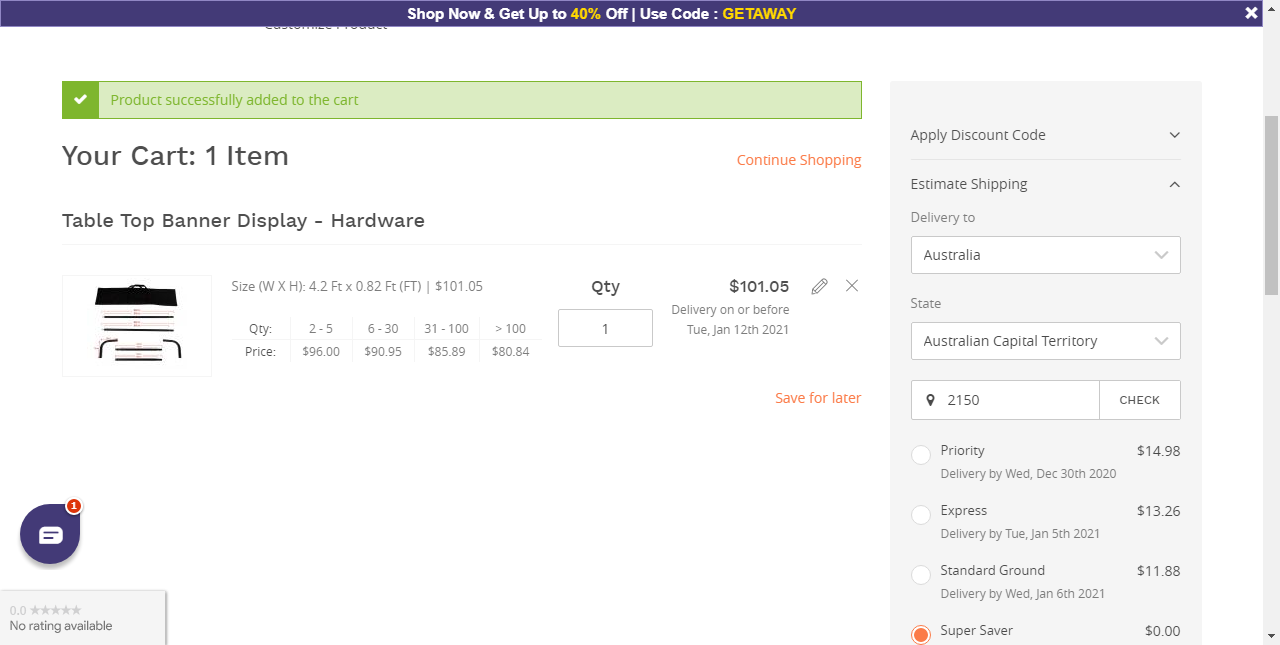 Shop Now & Get Up to 40% Off | Use Code : GETAWAY
Customize Product
Product successfully added to the cart
Your Cart: 1 Item
Continue Shopping
Table Top Banner Display - Hardware
Size (W X H): 4.2 Ft x 0.82 Ft (FT) | $101.05
Qty: 2 - 5 6 - 30 31 - 100 > 100
Price: $96.00 $90.95 $85.89 $80.84
Qty
1
$101.05
Delivery on or before
Tue, Jan 12th 2021
Save for later
Apply Discount Code
Estimate Shipping
Delivery to
Australia
State
Australian Capital Territory
2150 CHECK
Priority $14.98
Delivery by Wed, Dec 30th 2020
Express $13.26
Delivery by Tue, Jan 5th 2021
Standard Ground $11.88
Delivery by Wed, Jan 6th 2021
Super Saver $0.00
1
0.0 ★★★★★
No rating available